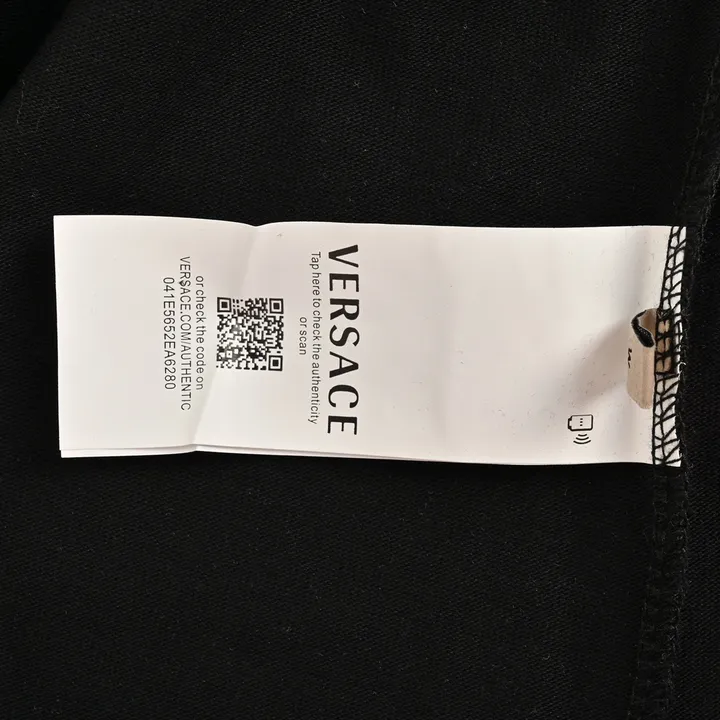 VERSACE
Tap here to check the authenticity
or scan
or check the code on
VERSACE.COM/AUTHENTIC
041E5652EA6280